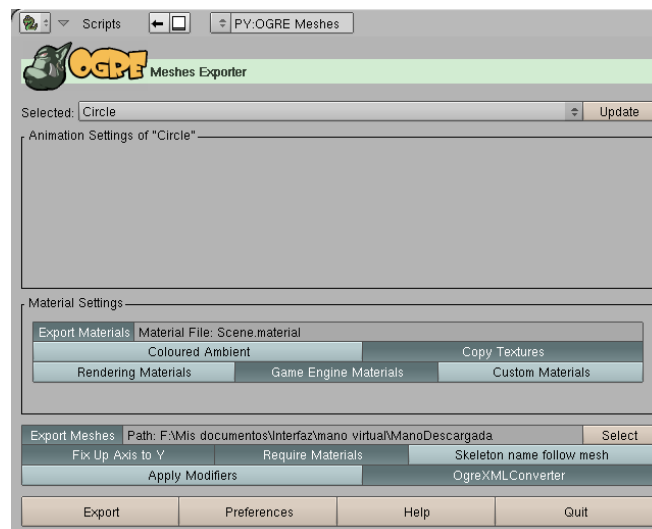 Scripts PY:OGRE Meshes
OGRE Meshes Exporter
Selected: Circle Update
Animation Settings of "Circle"
Material Settings
Export Materials Material File: Scene.material
Coloured Ambient Copy Textures
Rendering Materials Game Engine Materials Custom Materials
Export Meshes Path: F:\Mis documentos\Interfaz\mano virtual\ManoDescargada Select
Fix Up Axis to Y Require Materials Skeleton name follow mesh
Apply Modifiers OgreXMLConverter
Export Preferences Help Quit